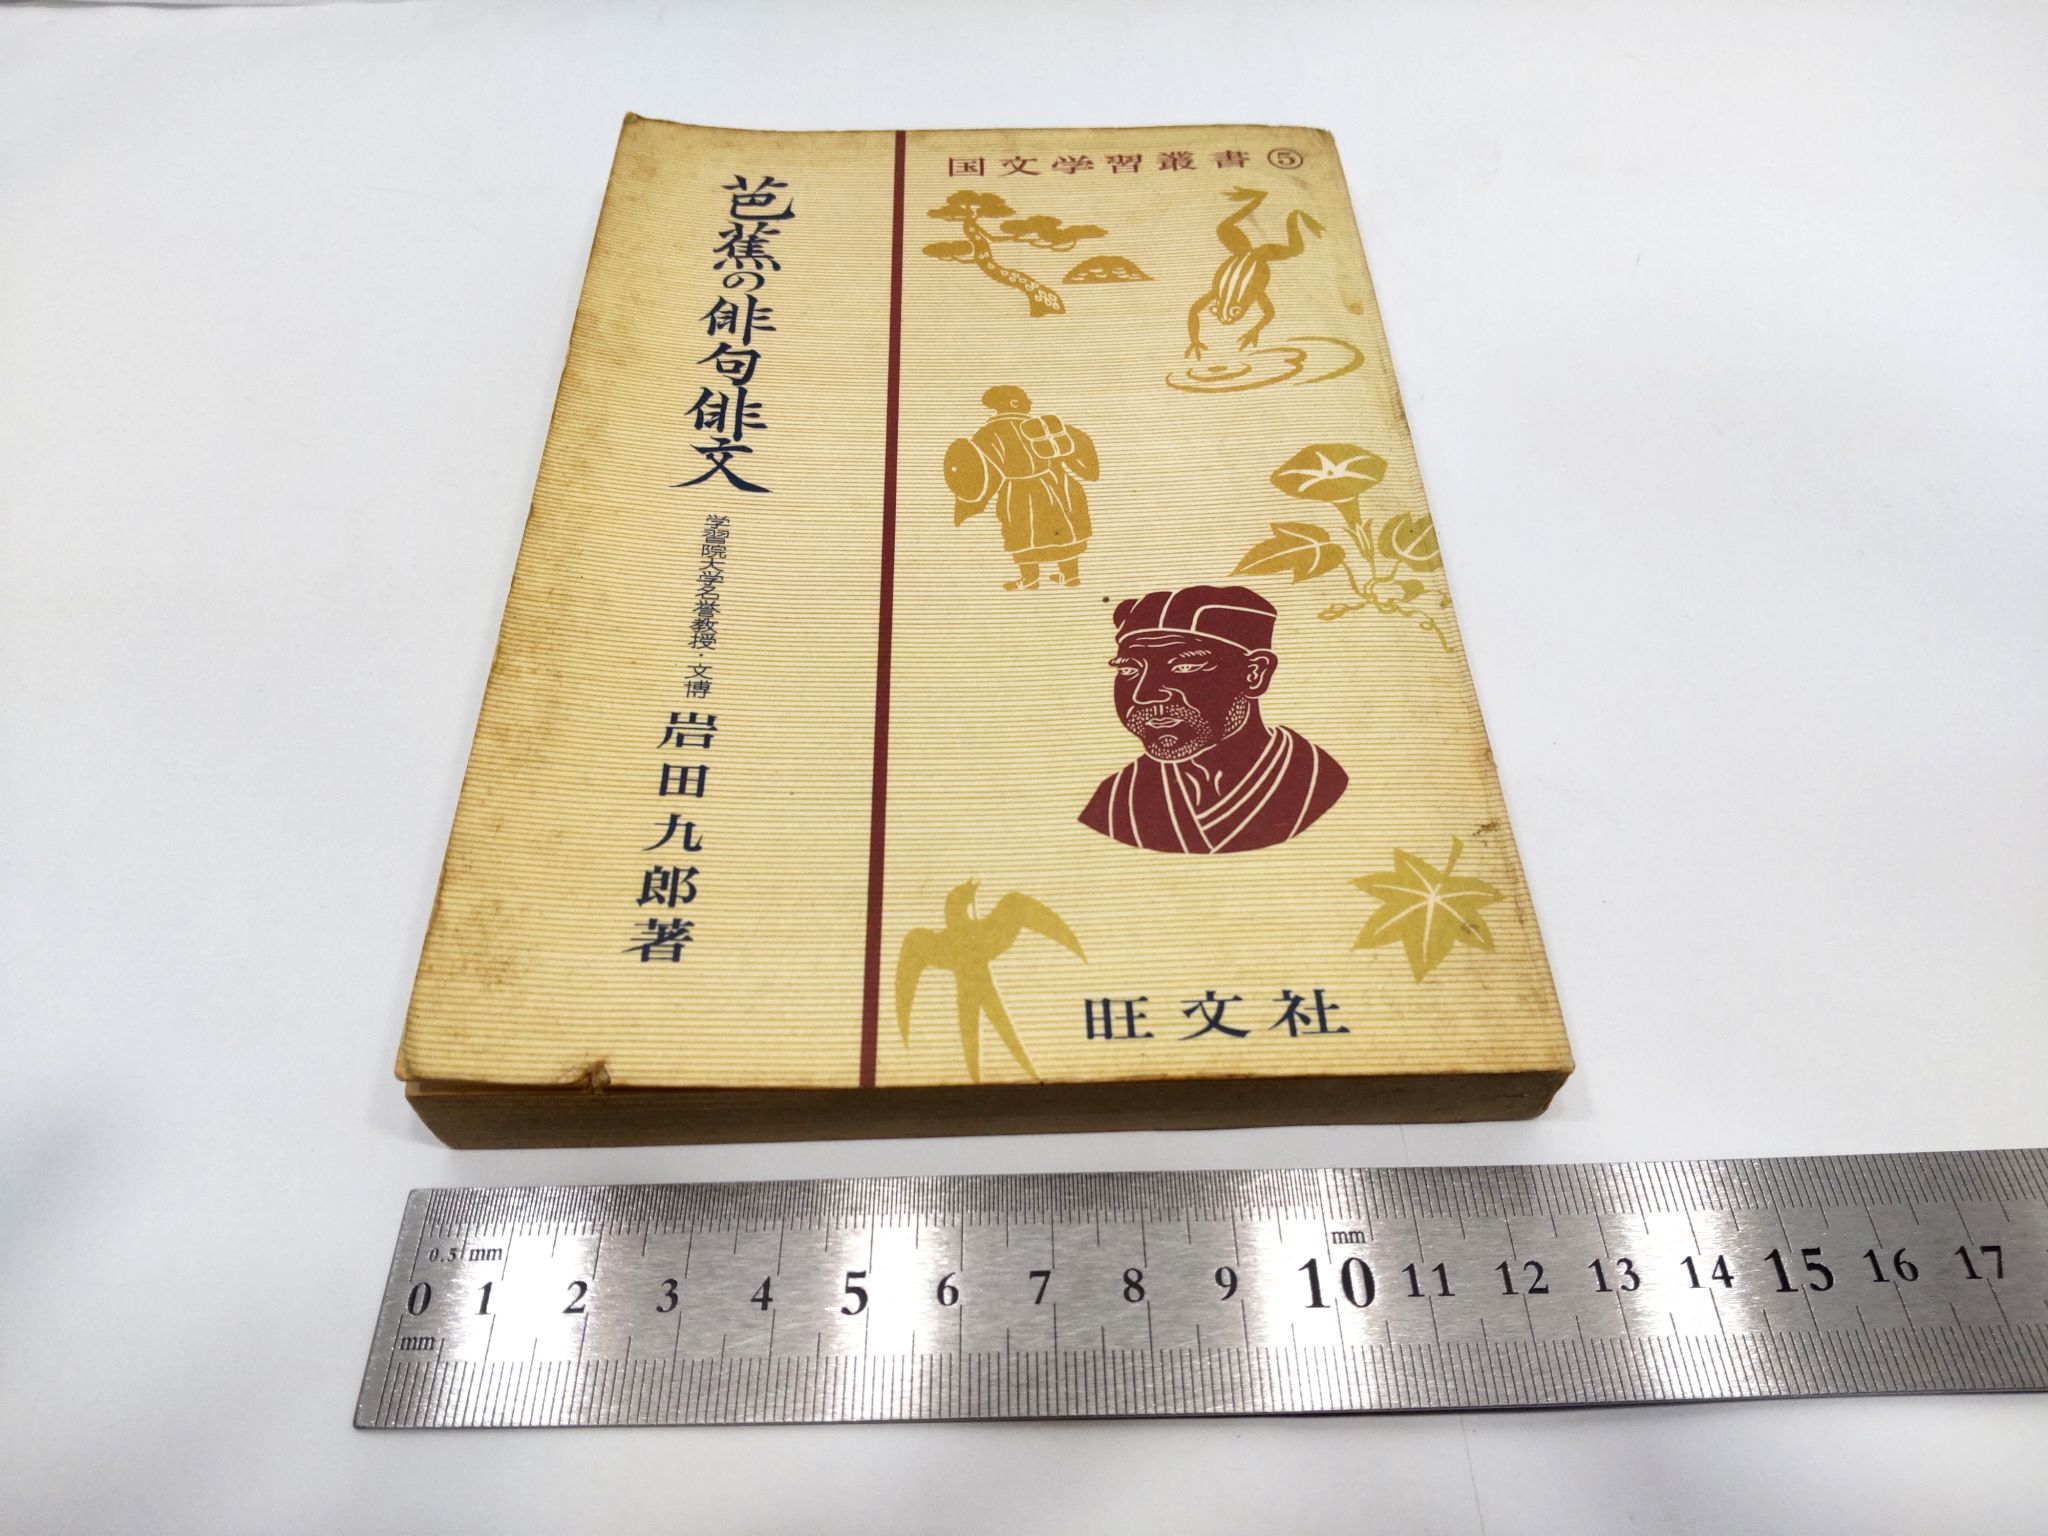 国文学習叢書⑤
芭蕉の俳句俳文
学習院大学名誉教授・文博 岩田九郎著
旺文社
0.5 mm
mm
0 1 2 3 4 5 6 7 8 9 10 11 12 13 14 15 16 17
mm